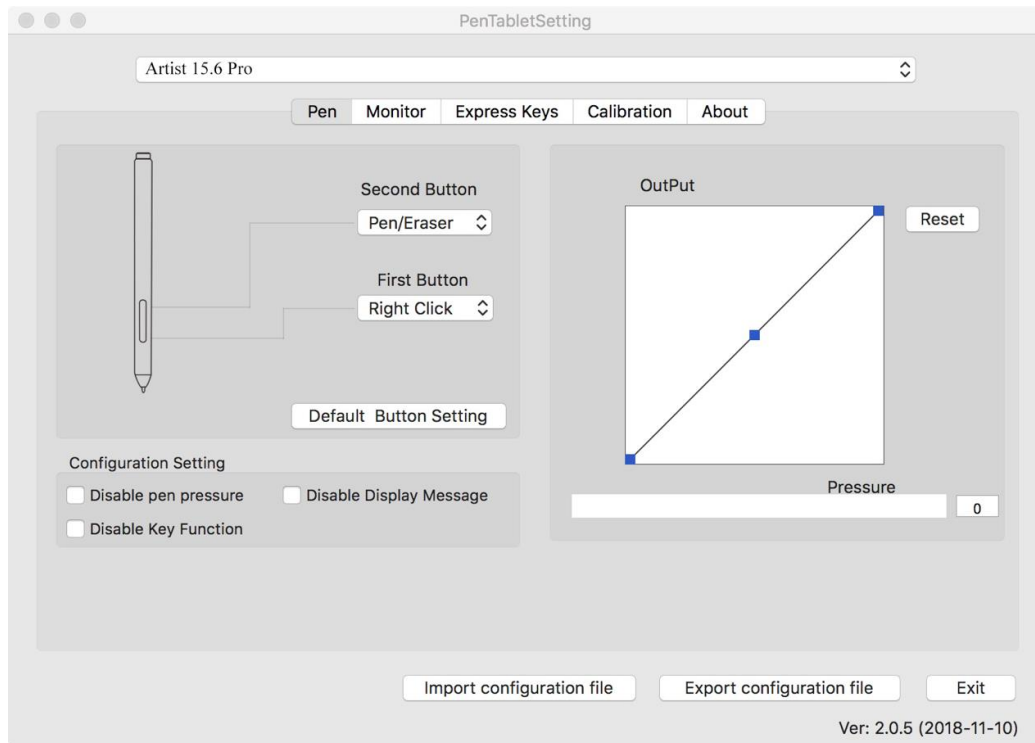 PenTabletSetting
Artist 15.6 Pro
Pen Monitor Express Keys Calibration About
Second Button
Pen/Eraser
First Button
Right Click
Default Button Setting
Configuration Setting
Disable pen pressure Disable Display Message
Disable Key Function
OutPut
Reset
Pressure
0
Import configuration file Export configuration file Exit
Ver: 2.0.5 (2018-11-10)